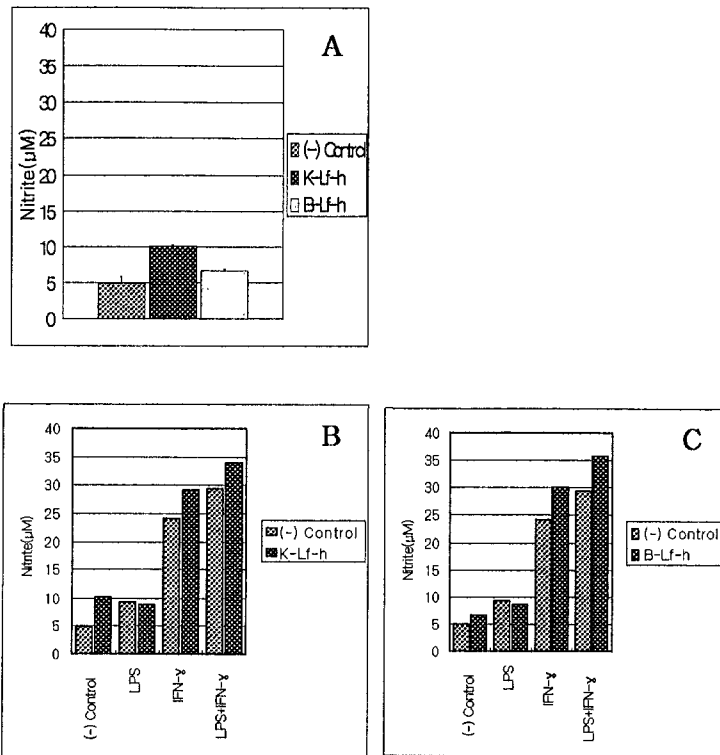 A
40
35
30
25
20
15
10
5
0
Nitrite(μM)
(-) Control
K-Lf-h
B-Lf-h
B
40
35
30
25
20
15
10
5
0
Nitrite(μM)
(-) Control
LPS
IFN-γ
LPS+IFN-γ
(-) Control
K-Lf-h
C
40
35
30
25
20
15
10
5
0
Nitrite(μM)
(-) Control
LPS
IFN-γ
LPS+IFN-γ
(-) Control
B-Lf-h